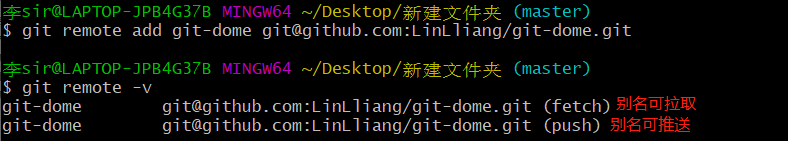 李sir@LAPTOP-JPB4G37B MINGW64 ~/Desktop/新建文件夹 (master)
$ git remote add git-dome git@github.com:LinLliang/git-dome.git
李sir@LAPTOP-JPB4G37B MINGW64 ~/Desktop/新建文件夹 (master)
$ git remote -v
git-dome git@github.com:LinLliang/git-dome.git (fetch) 别名可拉取
git-dome git@github.com:LinLliang/git-dome.git (push) 别名可推送